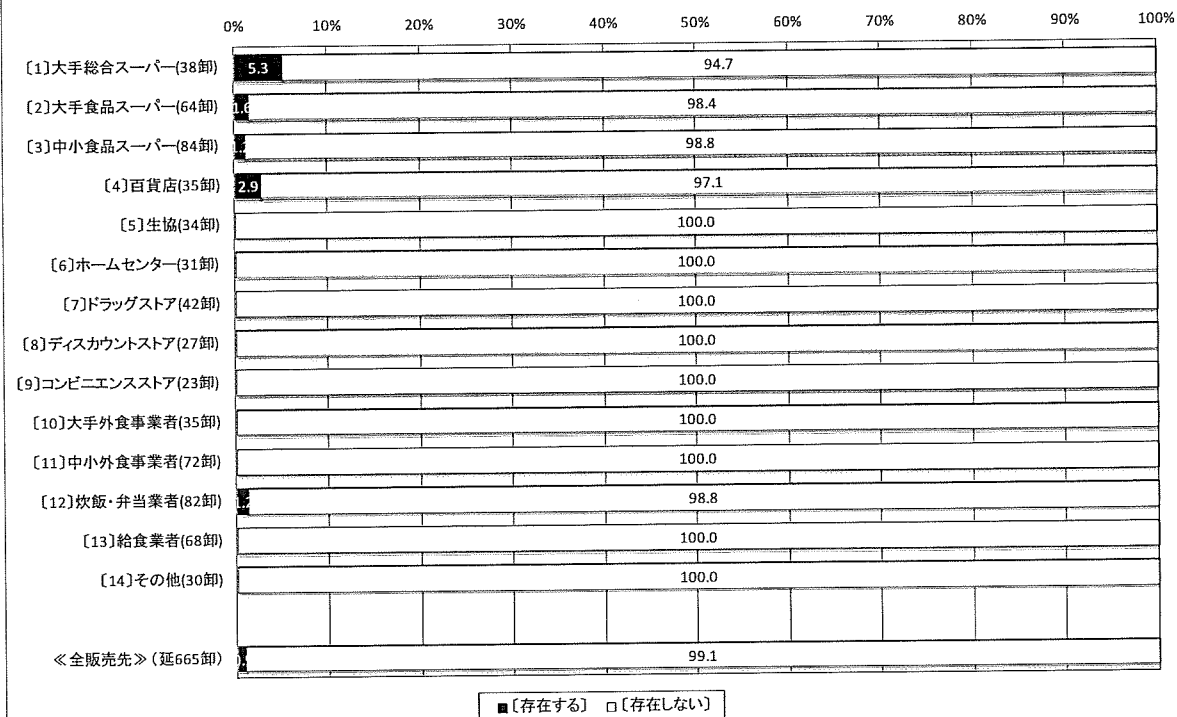 0% 10% 20% 30% 40% 50% 60% 70% 80% 90% 100%
〔1〕大手総合スーパー(38卸) 5.3 94.7
〔2〕大手食品スーパー(64卸) 1.6 98.4
〔3〕中小食品スーパー(84卸) 98.8
〔4〕百貨店(35卸) 2.9 97.1
〔5〕生協(34卸) 100.0
〔6〕ホームセンター(31卸) 100.0
〔7〕ドラッグストア(42卸) 100.0
〔8〕ディスカウントストア(27卸) 100.0
〔9〕コンビニエンスストア(23卸) 100.0
〔10〕大手外食事業者(35卸) 100.0
〔11〕中小外食事業者(72卸) 100.0
〔12〕炊飯・弁当業者(82卸) 98.8
〔13〕給食業者(68卸) 100.0
〔14〕その他(30卸) 100.0
≪全販売先≫(延665卸) 99.1
■〔存在する〕 □〔存在しない〕